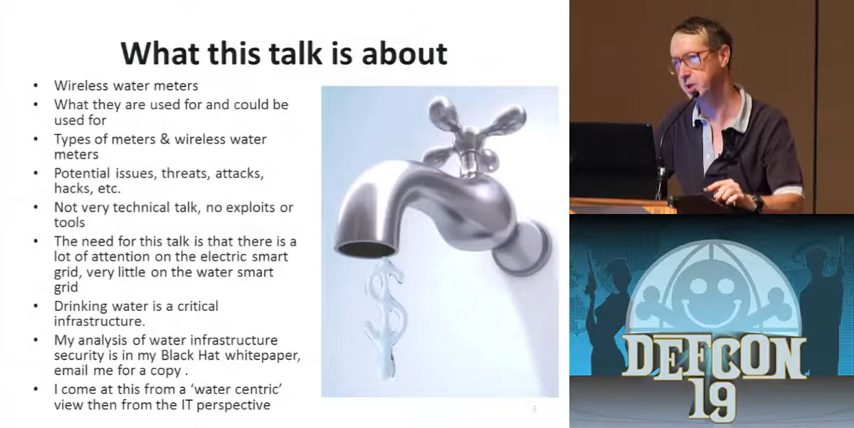 What this talk is about
• Wireless water meters
• What they are used for and could be
used for
• Types of meters & wireless water
meters
• Potential issues, threats, attacks,
hacks, etc.
• Not very technical talk, no exploits or
tools
• The need for this talk is that there is a
lot of attention on the electric smart
grid, very little on the water smart
grid
• Drinking water is a critical
infrastructure.
• My analysis of water infrastructure
security is in my Black Hat whitepaper,
email me for a copy .
• I come at this from a ‘water centric’
view then from the IT perspective
3
DEFCON
19